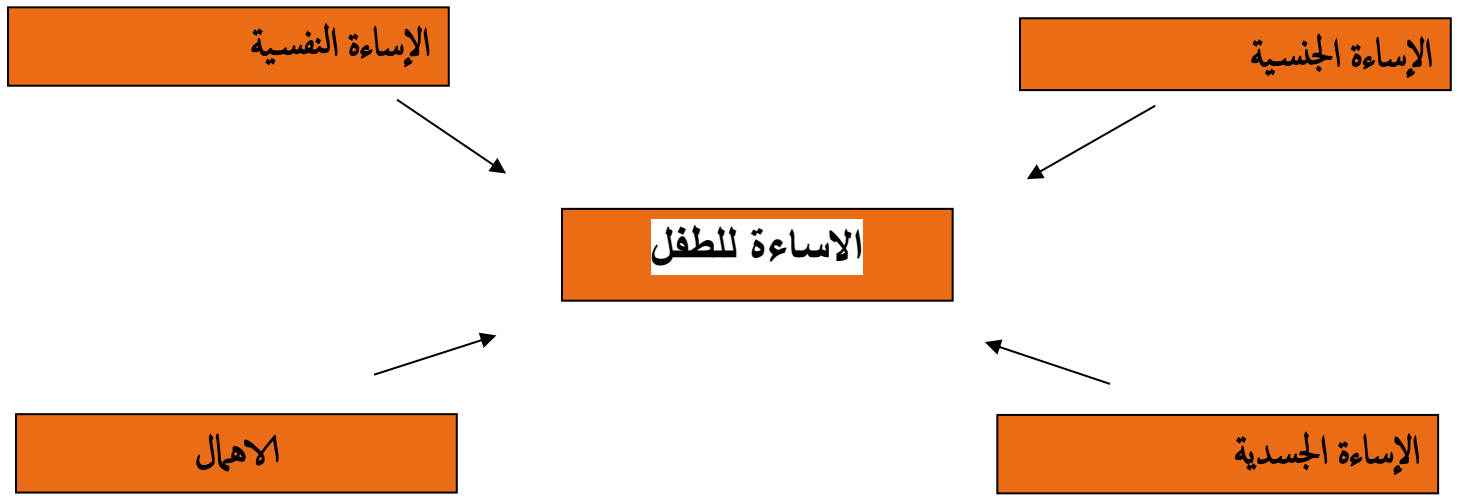 الإساءة الجنسية
الإساءة النفسية
الاساءة للطفل
الإساءة الجسدية
الاهمال